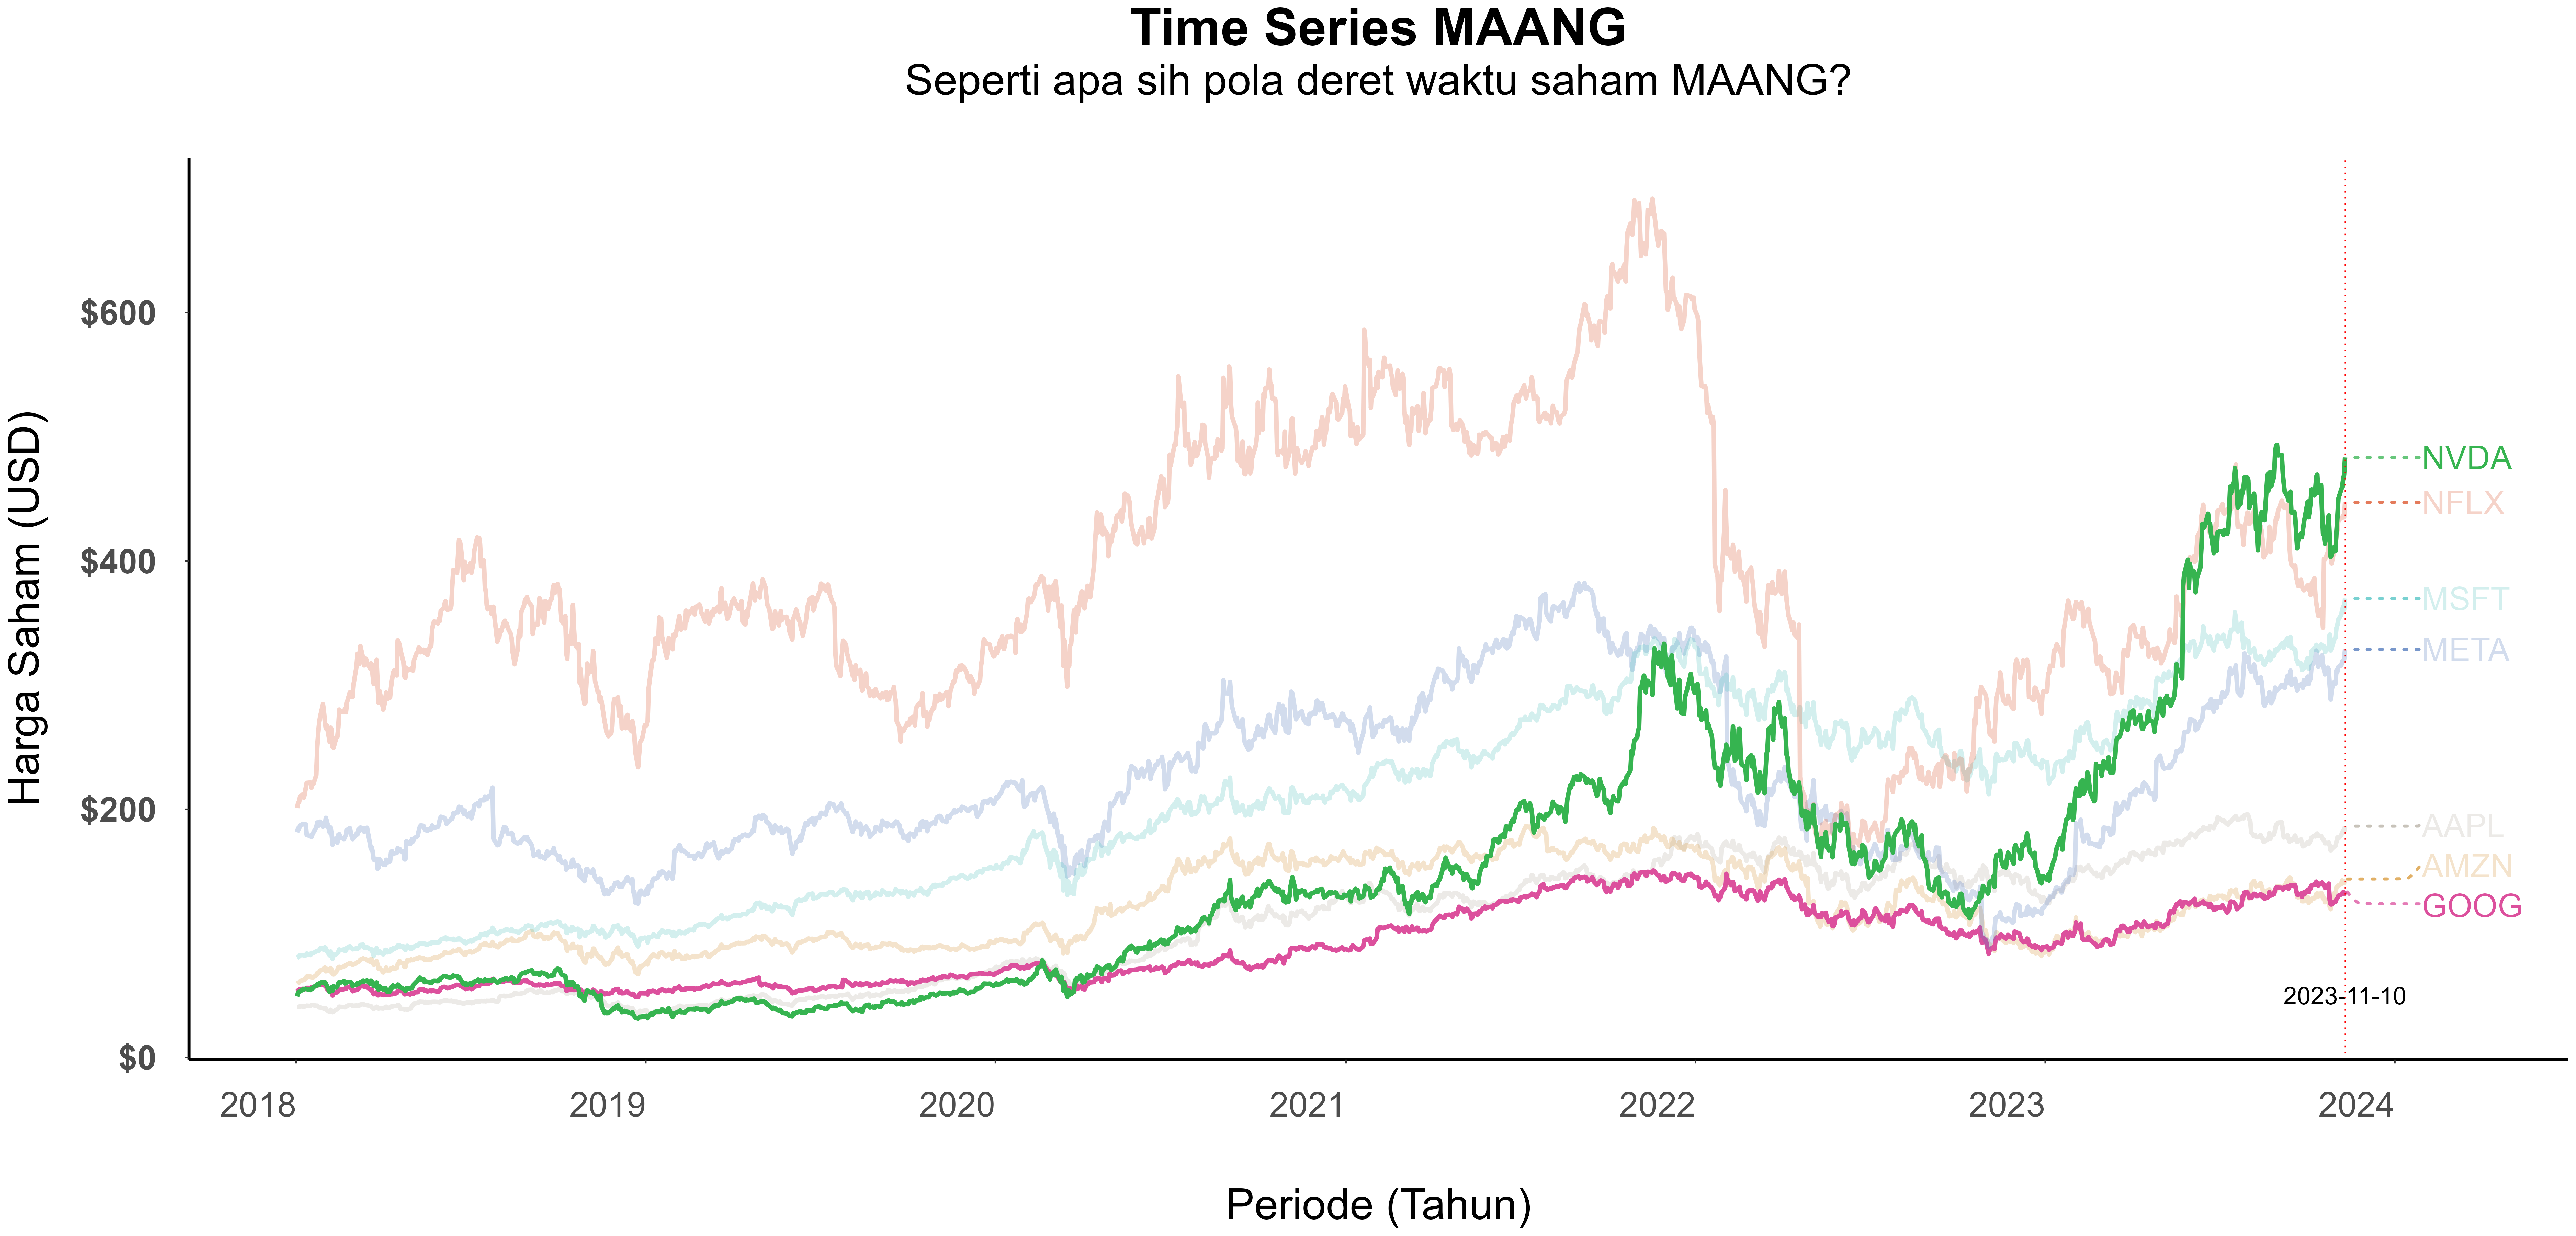 Time Series MAANG
Seperti apa sih pola deret waktu saham MAANG?
Harga Saham (USD)
$600
$400
$200
$0
NVDA
NFLX
MSFT
META
AAPL
AMZN
GOOG
2023-11-10
2018 2019 2020 2021 2022 2023 2024
Periode (Tahun)